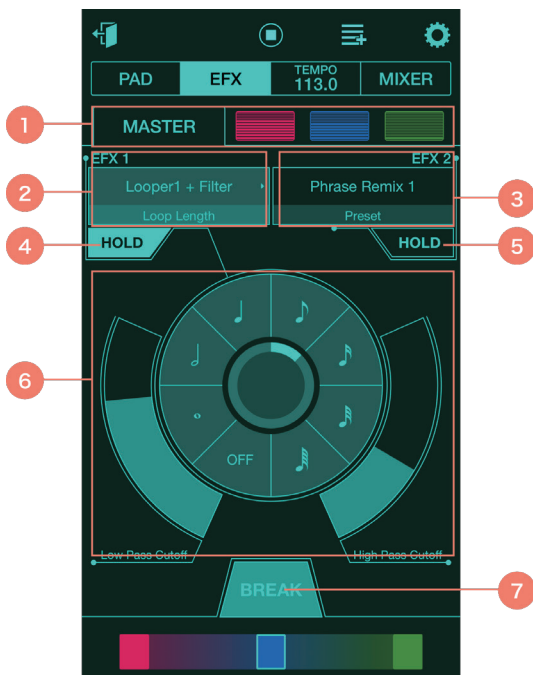 PAD
EFX
TEMPO
113.0
MIXER
1
MASTER
EFX 1
EFX 2
2
Looper1 + Filter
Phrase Remix 1
3
Loop Length
Preset
4
HOLD
HOLD
5
6
OFF
Low Pass Cutoff
High Pass Cutoff
BREAK
7